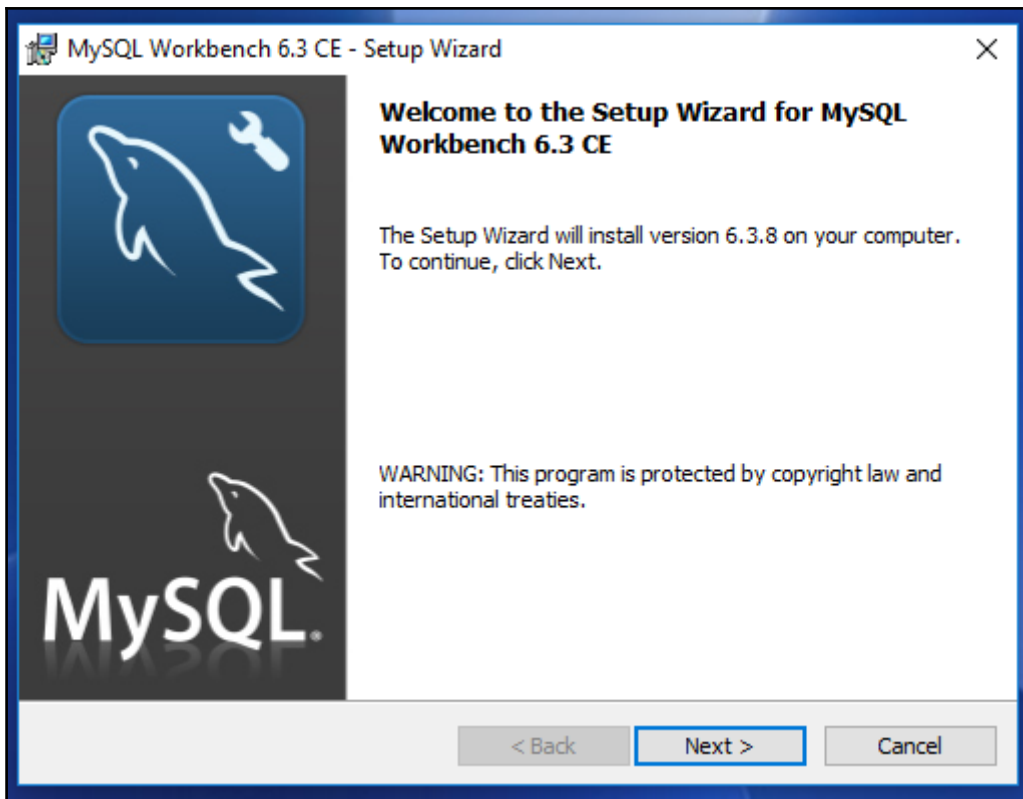 MySQL Workbench 6.3 CE - Setup Wizard
Welcome to the Setup Wizard for MySQL
Workbench 6.3 CE
The Setup Wizard will install version 6.3.8 on your computer.
To continue, click Next.
WARNING: This program is protected by copyright law and
international treaties.
MySQL®
< Back Next > Cancel